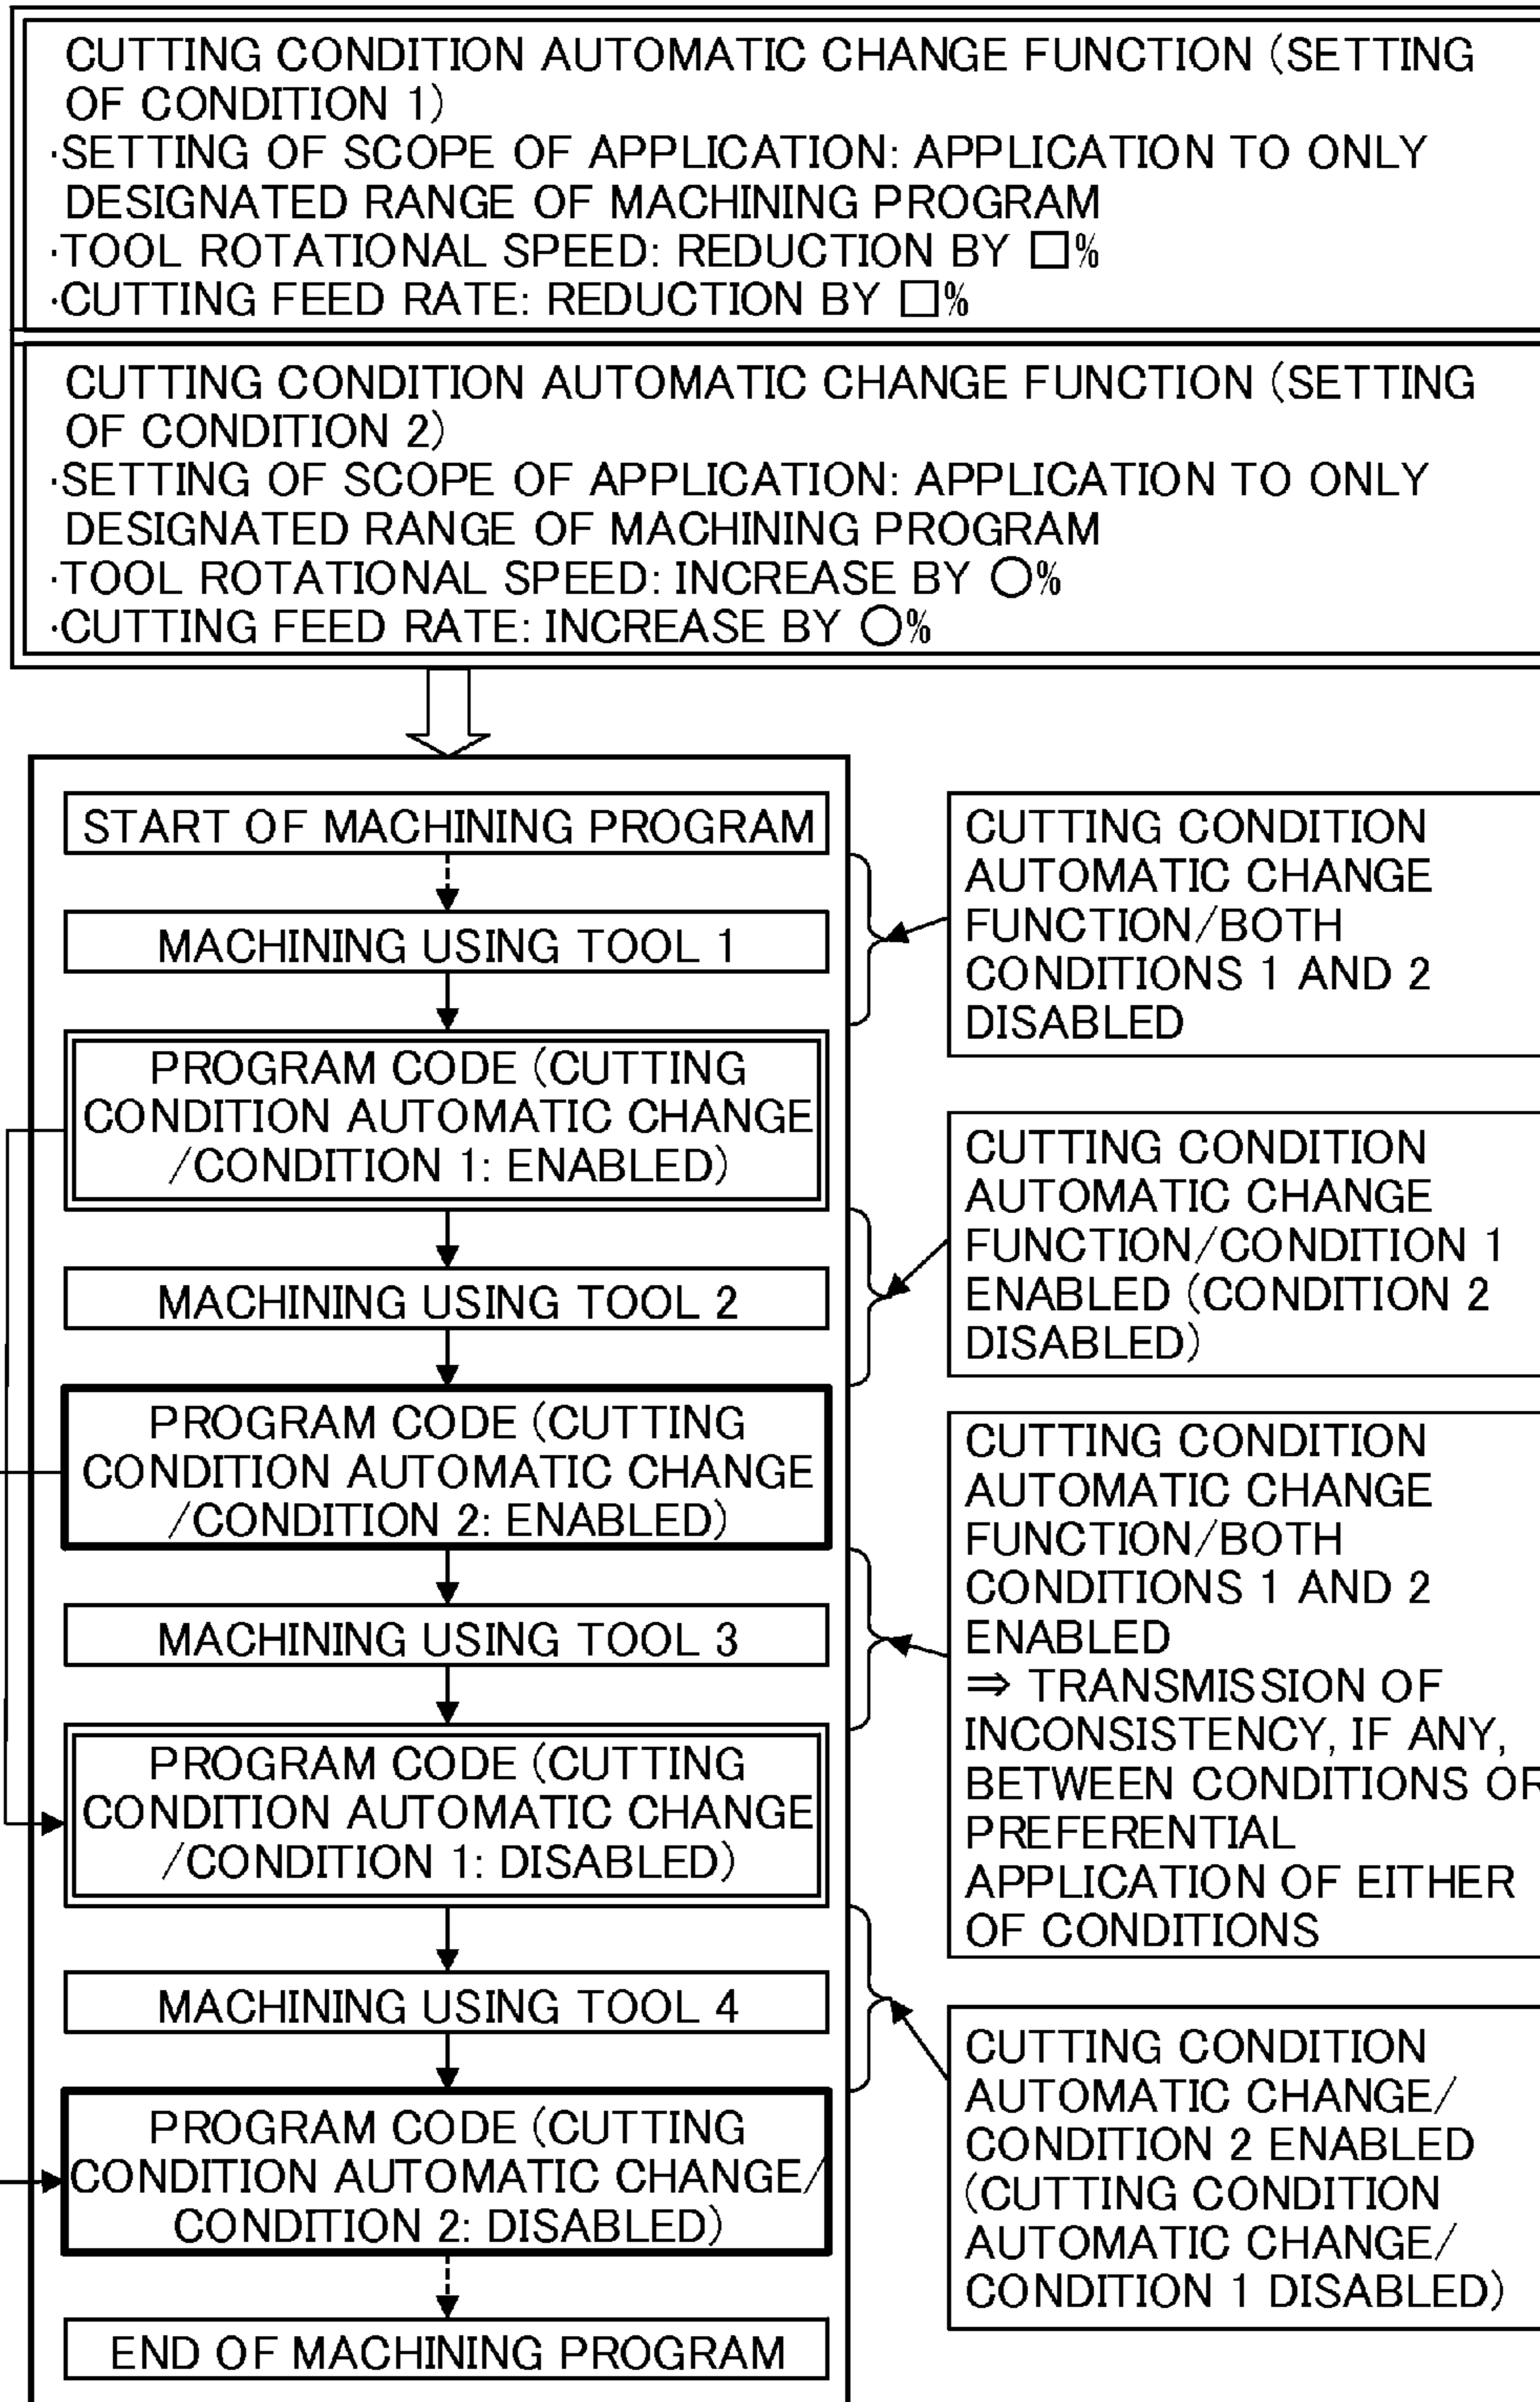 CUTTING CONDITION AUTOMATIC CHANGE FUNCTION (SETTING
OF CONDITION 1)
·SETTING OF SCOPE OF APPLICATION: APPLICATION TO ONLY
DESIGNATED RANGE OF MACHINING PROGRAM
·TOOL ROTATIONAL SPEED: REDUCTION BY □%
·CUTTING FEED RATE: REDUCTION BY □%
CUTTING CONDITION AUTOMATIC CHANGE FUNCTION (SETTING
OF CONDITION 2)
·SETTING OF SCOPE OF APPLICATION: APPLICATION TO ONLY
DESIGNATED RANGE OF MACHINING PROGRAM
·TOOL ROTATIONAL SPEED: INCREASE BY ○%
·CUTTING FEED RATE: INCREASE BY ○%
START OF MACHINING PROGRAM
MACHINING USING TOOL 1
PROGRAM CODE (CUTTING
CONDITION AUTOMATIC CHANGE
/CONDITION 1: ENABLED)
MACHINING USING TOOL 2
PROGRAM CODE (CUTTING
CONDITION AUTOMATIC CHANGE
/CONDITION 2: ENABLED)
MACHINING USING TOOL 3
PROGRAM CODE (CUTTING
CONDITION AUTOMATIC CHANGE
/CONDITION 1: DISABLED)
MACHINING USING TOOL 4
PROGRAM CODE (CUTTING
CONDITION AUTOMATIC CHANGE/
CONDITION 2: DISABLED)
END OF MACHINING PROGRAM
CUTTING CONDITION
AUTOMATIC CHANGE
FUNCTION/BOTH
CONDITIONS 1 AND 2
DISABLED
CUTTING CONDITION
AUTOMATIC CHANGE
FUNCTION/CONDITION 1
ENABLED (CONDITION 2
DISABLED)
CUTTING CONDITION
AUTOMATIC CHANGE
FUNCTION/BOTH
CONDITIONS 1 AND 2
ENABLED
⇒ TRANSMISSION OF
INCONSISTENCY, IF ANY,
BETWEEN CONDITIONS OR
PREFERENTIAL
APPLICATION OF EITHER
OF CONDITIONS
CUTTING CONDITION
AUTOMATIC CHANGE/
CONDITION 2 ENABLED
(CUTTING CONDITION
AUTOMATIC CHANGE/
CONDITION 1 DISABLED)